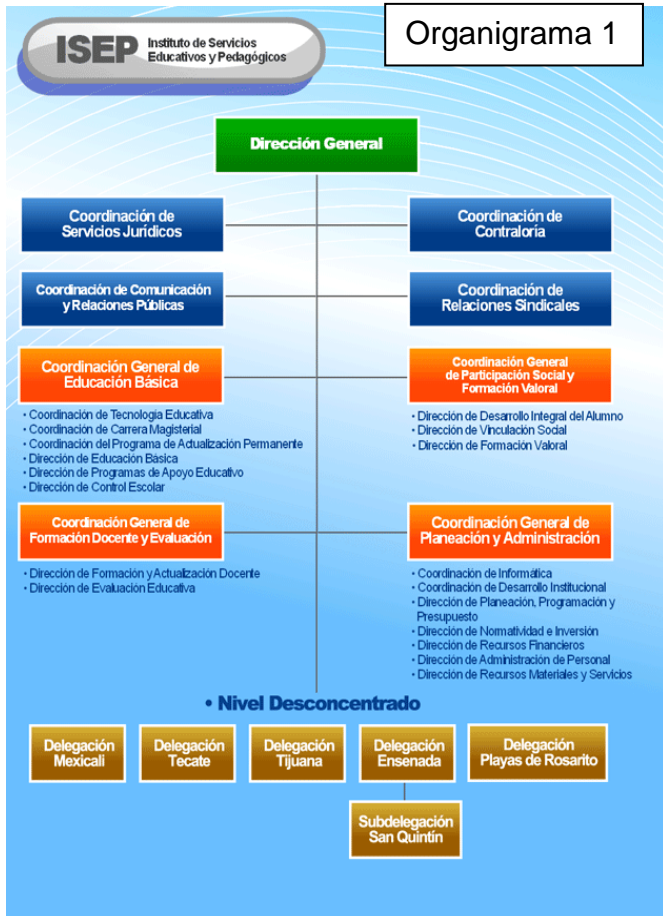 Organigrama 1
ISEP
Instituto de Servicios
Educativos y Pedagógicos
Dirección General
Coordinación de
Servicios Jurídicos
Coordinación de
Contraloría
Coordinación de Comunicación
y Relaciones Públicas
Coordinación de
Relaciones Sindicales
Coordinación General de
Educación Básica
• Coordinación de Tecnología Educativa
• Coordinación de Carrera Magisterial
• Coordinación del Programa de Actualización Permanente
• Dirección de Educación Básica
• Dirección de Programas de Apoyo Educativo
• Dirección de Control Escolar
Coordinación General
de Participación Social y
Formación Valoral
• Dirección de Desarrollo Integral del Alumno
• Dirección de Vinculación Social
• Dirección de Formación Valoral
Coordinación General de
Formación Docente y Evaluación
• Dirección de Formación y Actualización Docente
• Dirección de Evaluación Educativa
Coordinación General de
Planeación y Administración
• Coordinación de Informática
• Coordinación de Desarrollo Institucional
• Dirección de Planeación, Programación y
Presupuesto
• Dirección de Normatividad e Inversión
• Dirección de Recursos Financieros
• Dirección de Administración de Personal
• Dirección de Recursos Materiales y Servicios
• Nivel Desconcentrado
Delegación
Mexicali
Delegación
Tecate
Delegación
Tijuana
Delegación
Ensenada
Delegación
Playas de Rosarito
Subdelegación
San Quintín